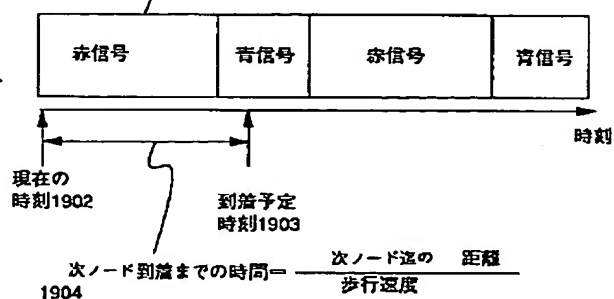 赤信号 青信号 赤信号 青信号
時刻
現在の
時刻1902
到着予定
時刻1903
次ノード到着までの時間= 次ノード迄の 距離
歩行速度
1904